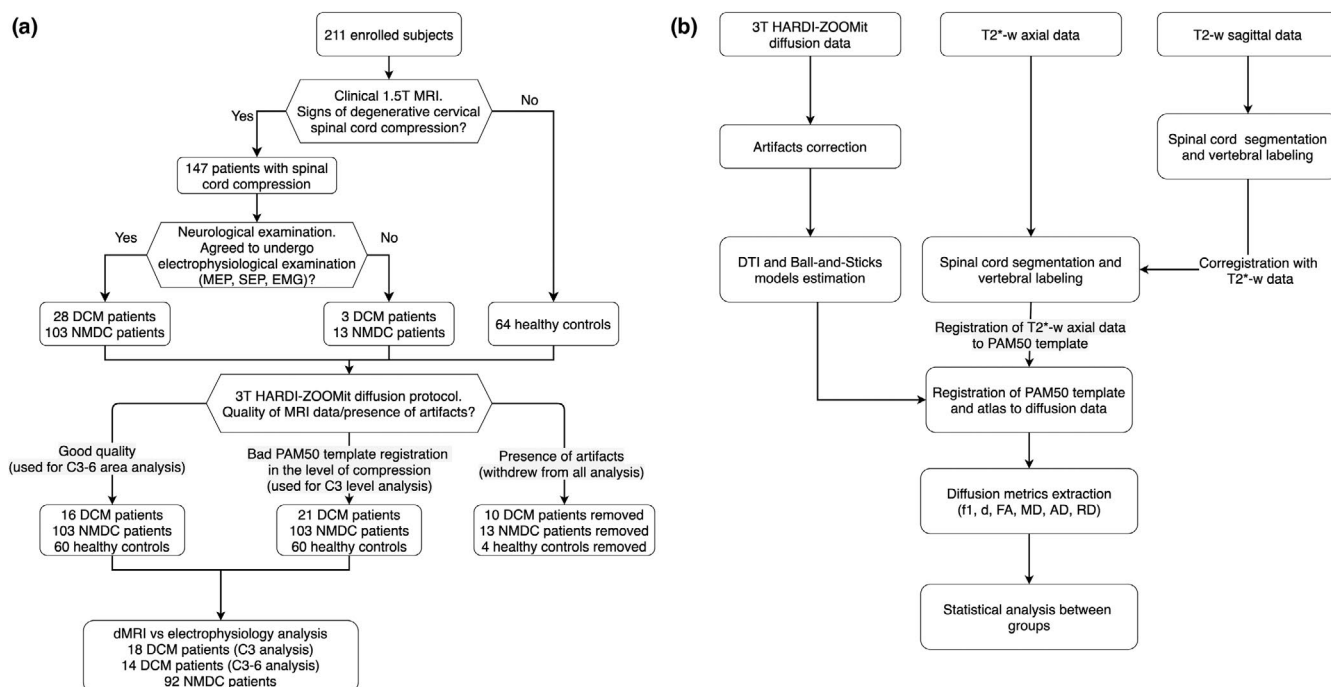 (a)
211 enrolled subjects
Clinical 1.5T MRI.
Signs of degenerative cervical
spinal cord compression?
Yes
No
147 patients with spinal
cord compression
Neurological examination.
Agreed to undergo
electrophysiological examination
(MEP, SEP, EMG)?
Yes
No
28 DCM patients
103 NMDC patients
3 DCM patients
13 NMDC patients
64 healthy controls
3T HARDI-ZOOMit diffusion protocol.
Quality of MRI data/presence of artifacts?
Good quality
(used for C3-6 area analysis)
Bad PAM50 template registration
in the level of compression
(used for C3 level analysis)
Presence of artifacts
(withdrew from all analysis)
16 DCM patients
103 NMDC patients
60 healthy controls
21 DCM patients
103 NMDC patients
60 healthy controls
10 DCM patients removed
13 NMDC patients removed
4 healthy controls removed
dMRI vs electrophysiology analysis
18 DCM patients (C3 analysis)
14 DCM patients (C3-6 analysis)
92 NMDC patients
(b)
3T HARDI-ZOOMit
diffusion data
T2*-w axial data
T2-w sagittal data
Artifacts correction
Spinal cord segmentation
and vertebral labeling
DTI and Ball-and-Sticks
models estimation
Spinal cord segmentation and
vertebral labeling
Corregistration with
T2*-w data
Registration of T2*-w axial data
to PAM50 template
Registration of PAM50 template
and atlas to diffusion data
Diffusion metrics extraction
(f1, d, FA, MD, AD, RD)
Statistical analysis between
groups